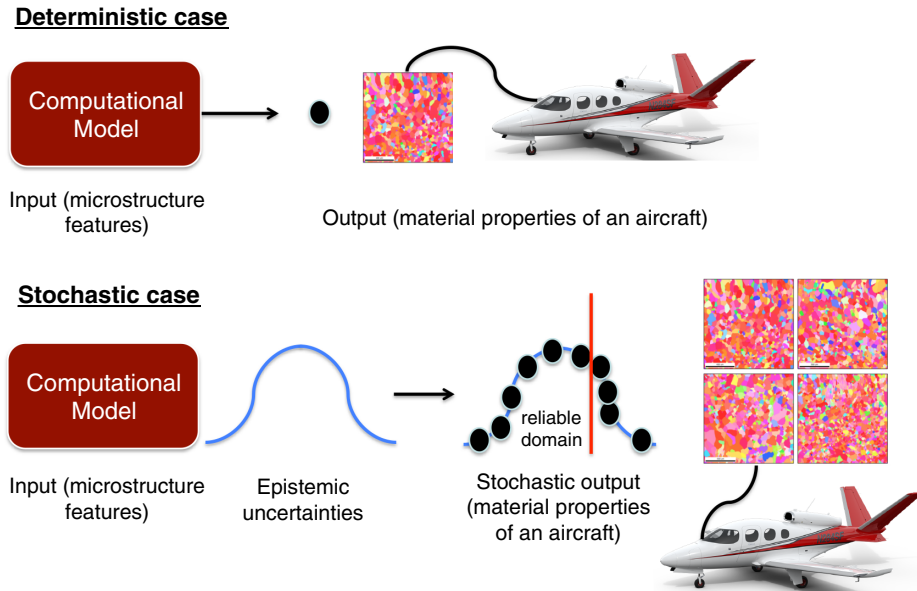 Deterministic case
Computational
Model
Input (microstructure
features)
Output (material properties of an aircraft)
Stochastic case
Computational
Model
Input (microstructure
features)
Epistemic
uncertainties
reliable
domain
Stochastic output
(material properties
of an aircraft)